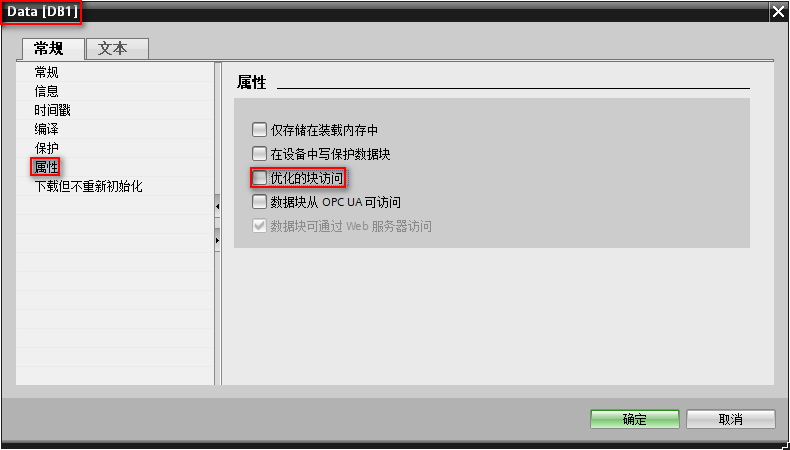 Data [DB1]
常规 文本
常规
信息
时间戳
编译
保护
属性
下载但不重新初始化
属性
仅存储在装载内存中
在设备中写保护数据块
优化的块访问
数据块从 OPC UA 可访问
数据块可通过 Web 服务器访问
确定 取消